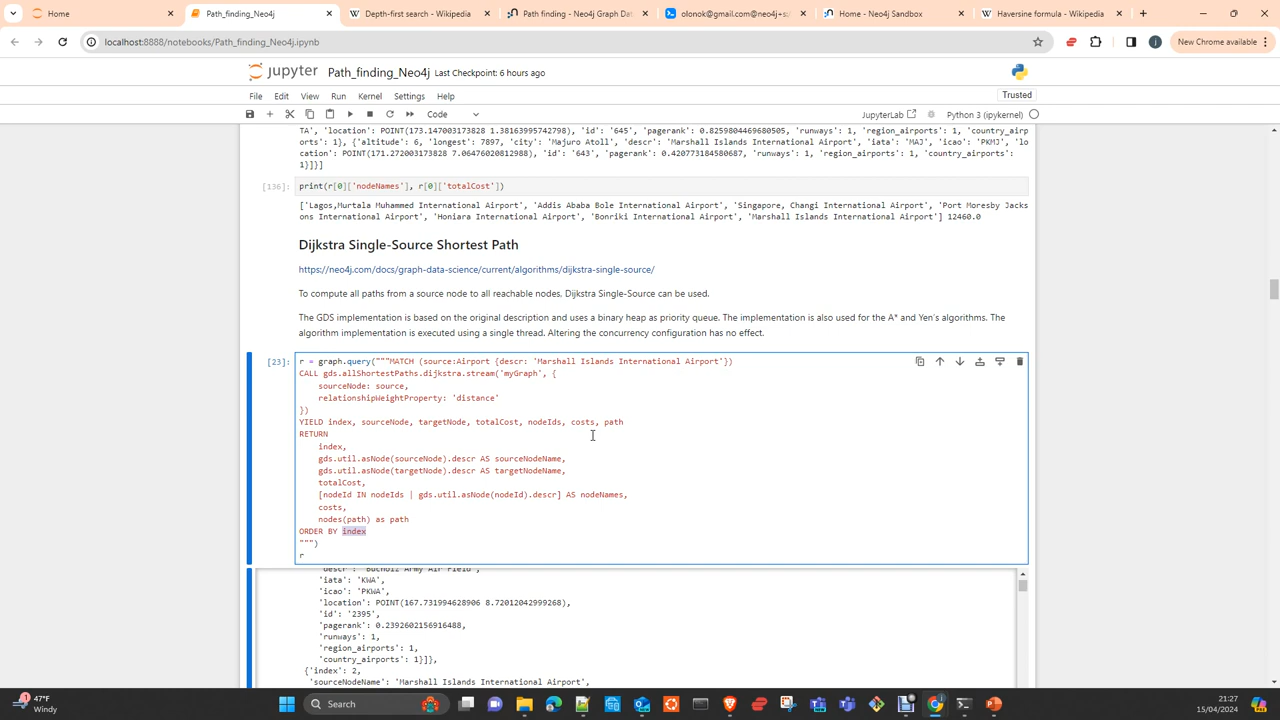 Home
Path_finding_Neo4j
Depth-first search - Wikipedia
Path finding - Neo4j Graph Dat
olonok@gmail.com@neo4j+s
Home - Neo4j Sandbox
Haversine formula - Wikipedia
localhost:8888/notebooks/Path_finding_Neo4j.ipynb
New Chrome available
jupyter Path_finding_Neo4j Last Checkpoint: 6 hours ago
File Edit View Run Kernel Settings Help
Trusted
Code
JupyterLab
Python 3 (ipykernel)
TA', 'location': POINT(173.147003173828 1.38163995742798), 'id': '645', 'pagerank': 0.8259804469680505, 'runways': 1, 'region_airports': 1, 'country_airp
orts': 1}, {'altitude': 6, 'longest': 7897, 'city': 'Majuro Atoll', 'descr': 'Marshall Islands International Airport', 'iata': 'MAJ', 'icao': 'PKMJ', 'lo
cation': POINT(171.272003173828 7.06476020812988), 'id': '643', 'pagerank': 0.420773184580687, 'runways': 1, 'region_airports': 1, 'country_airports':
1}]}]
[136]: print(r[0]['nodeNames'], r[0]['totalCost'])
['Lagos,Murtala Muhammed International Airport', 'Addis Ababa Bole International Airport', 'Singapore, Changi International Airport', 'Port Moresby Jacks
ons International Airport', 'Honiara International Airport', 'Bonriki International Airport', 'Marshall Islands International Airport'] 12460.0
Dijkstra Single-Source Shortest Path
https://neo4j.com/docs/graph-data-science/current/algorithms/dijkstra-single-source/
To compute all paths from a source node to all reachable nodes, Dijkstra Single-Source can be used.
The GDS implementation is based on the original description and uses a binary heap as priority queue. The implementation is also used for the A* and Yen's algorithms. The
algorithm implementation is executed using a single thread. Altering the concurrency configuration has no effect.
[23]: r = graph.query("""MATCH (source:Airport {descr: 'Marshall Islands International Airport'})
CALL gds.allShortestPaths.dijkstra.stream('myGraph', {
sourceNode: source,
relationshipWeightProperty: 'distance'
})
YIELD index, sourceNode, targetNode, totalCost, nodeIds, costs, path
RETURN
index,
gds.util.asNode(sourceNode).descr AS sourceNodeName,
gds.util.asNode(targetNode).descr AS targetNodeName,
totalCost,
[nodeId IN nodeIds | gds.util.asNode(nodeId).descr] AS nodeNames,
costs,
nodes(path) as path
ORDER BY index
""")
r
'descr': 'Bucholz Army Air Field',
'iata': 'KWA',
'icao': 'PKWA',
'location': POINT(167.731994628906 8.72012042999268),
'id': '2395',
'pagerank': 0.2392602156916488,
'runways': 1,
'region_airports': 1,
'country_airports': 1}]},
{'index': 2,
'sourceNodeName': 'Marshall Islands International Airport',
47°F
Windy
Search
21:27
15/04/2024